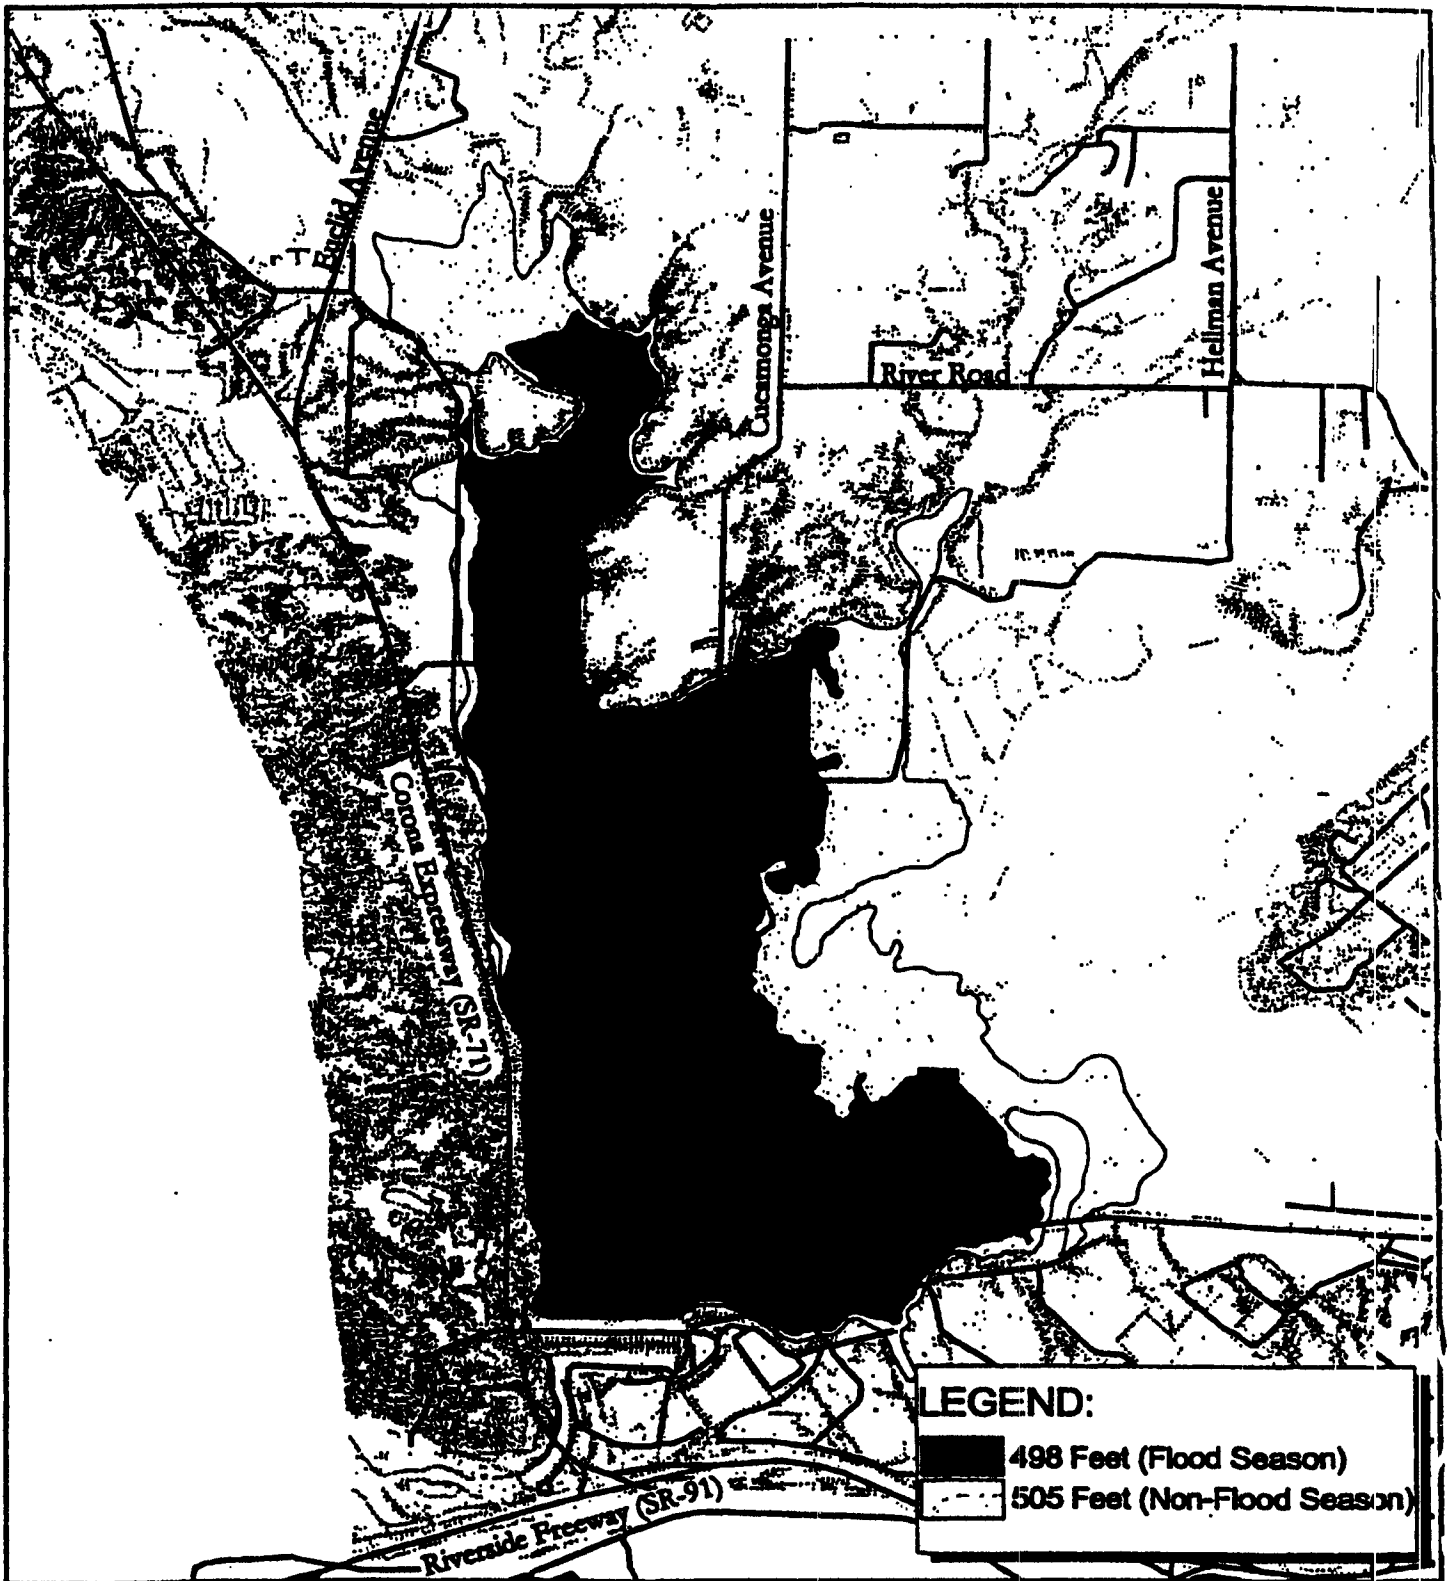 Euclid Avenue
Cucamonga Avenue
Hellman Avenue
River Road
Corona Expressway (SR-71)
Riverside Freeway (SR-91)
LEGEND:
498 Feet (Flood Season)
505 Feet (Non-Flood Season)